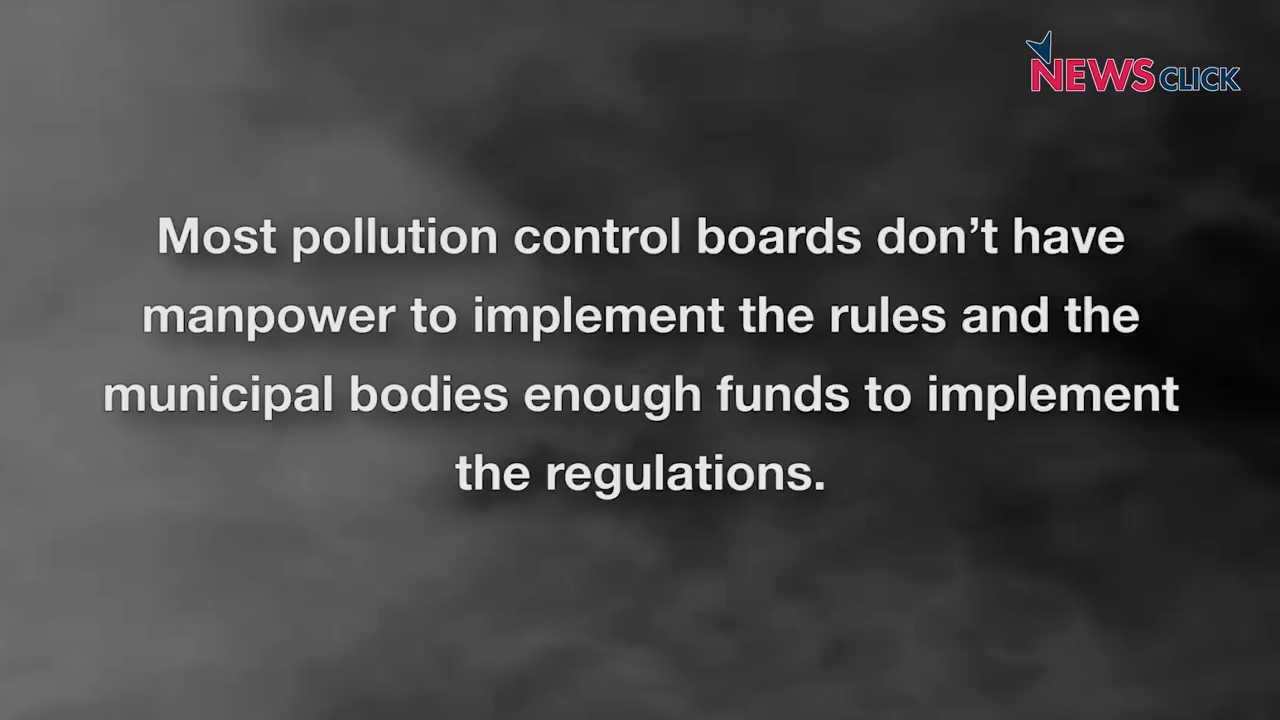 NEWSCLICK
Most pollution control boards don’t have
manpower to implement the rules and the
municipal bodies enough funds to implement
the regulations.